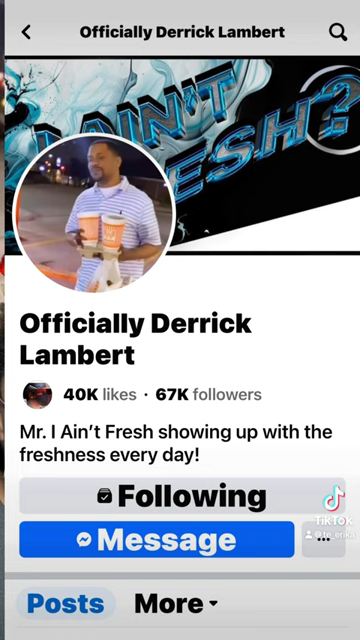 Officially Derrick Lambert
I AIN'T
FRESH?
Officially Derrick
Lambert
40K likes · 67K followers
Mr. I Ain't Fresh showing up with the
freshness every day!
Following
Message
TikTok
Posts
More